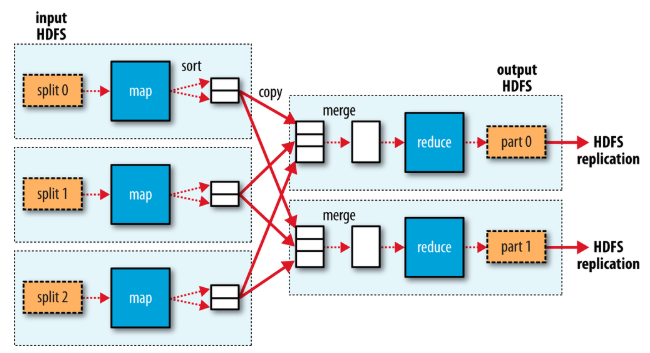 input
HDFS
split 0
map
sort
copy
split 1
map
split 2
map
output
HDFS
merge
reduce
part 0
HDFS
replication
merge
reduce
part 1
HDFS
replication